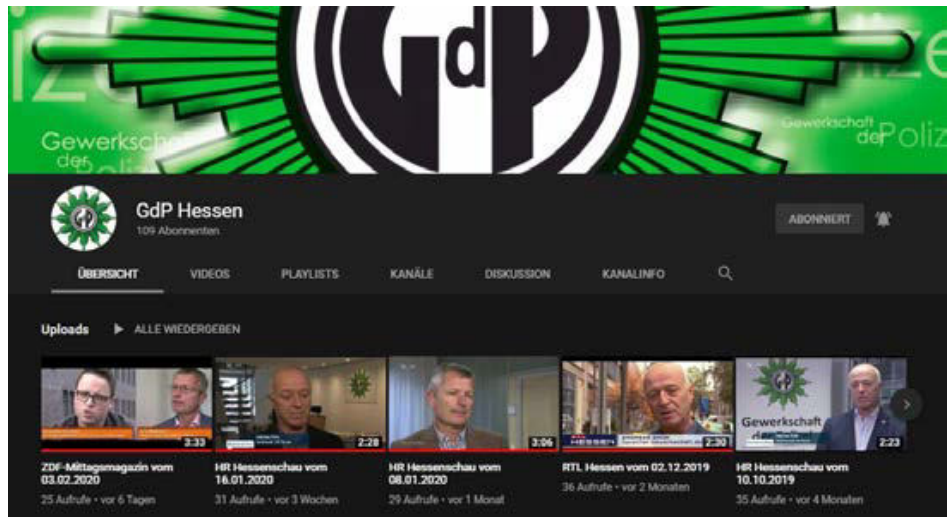 GdP
Gewerkschaft
der Polizei
Gewerkschaft
der Polizei
GdP Hessen
109 Abonnenten
ABONNIERT
ÜBERSICHT VIDEOS PLAYLISTS KANÄLE DISKUSSION KANALINFO
Uploads ALLE WIEDERGEBEN
3:33 2:28 3:06 2:30 2:23
GdP
Gewerkschaft
HESSEN
ZDF-Mittagsmagazin vom
03.02.2020
25 Aufrufe • vor 6 Tagen
HR Hessenschau vom
16.01.2020
31 Aufrufe • vor 3 Wochen
HR Hessenschau vom
08.01.2020
29 Aufrufe • vor 1 Monat
RTL Hessen vom 02.12.2019
36 Aufrufe • vor 2 Monaten
HR Hessenschau vom
10.10.2019
35 Aufrufe • vor 4 Monaten